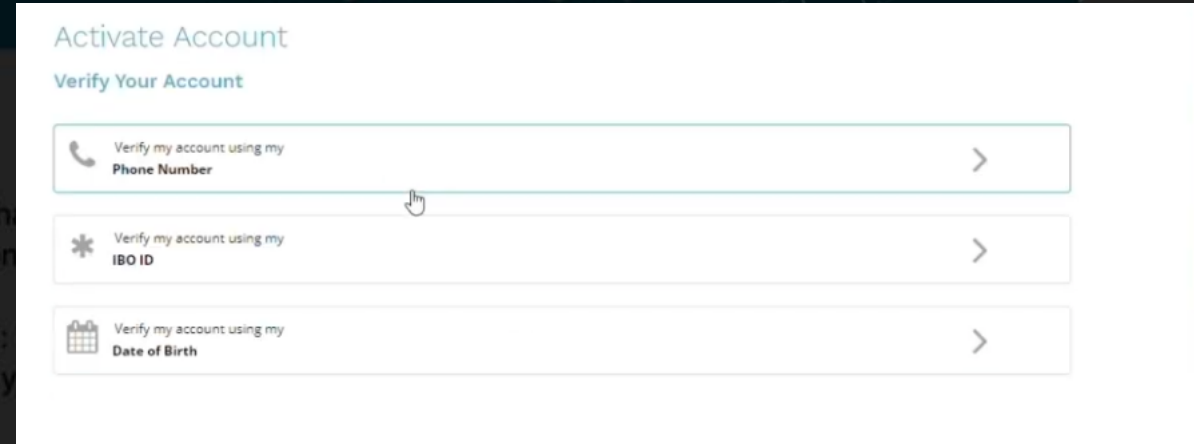 Activate Account
Verify Your Account
Verify my account using my
Phone Number
Verify my account using my
IBO ID
Verify my account using my
Date of Birth